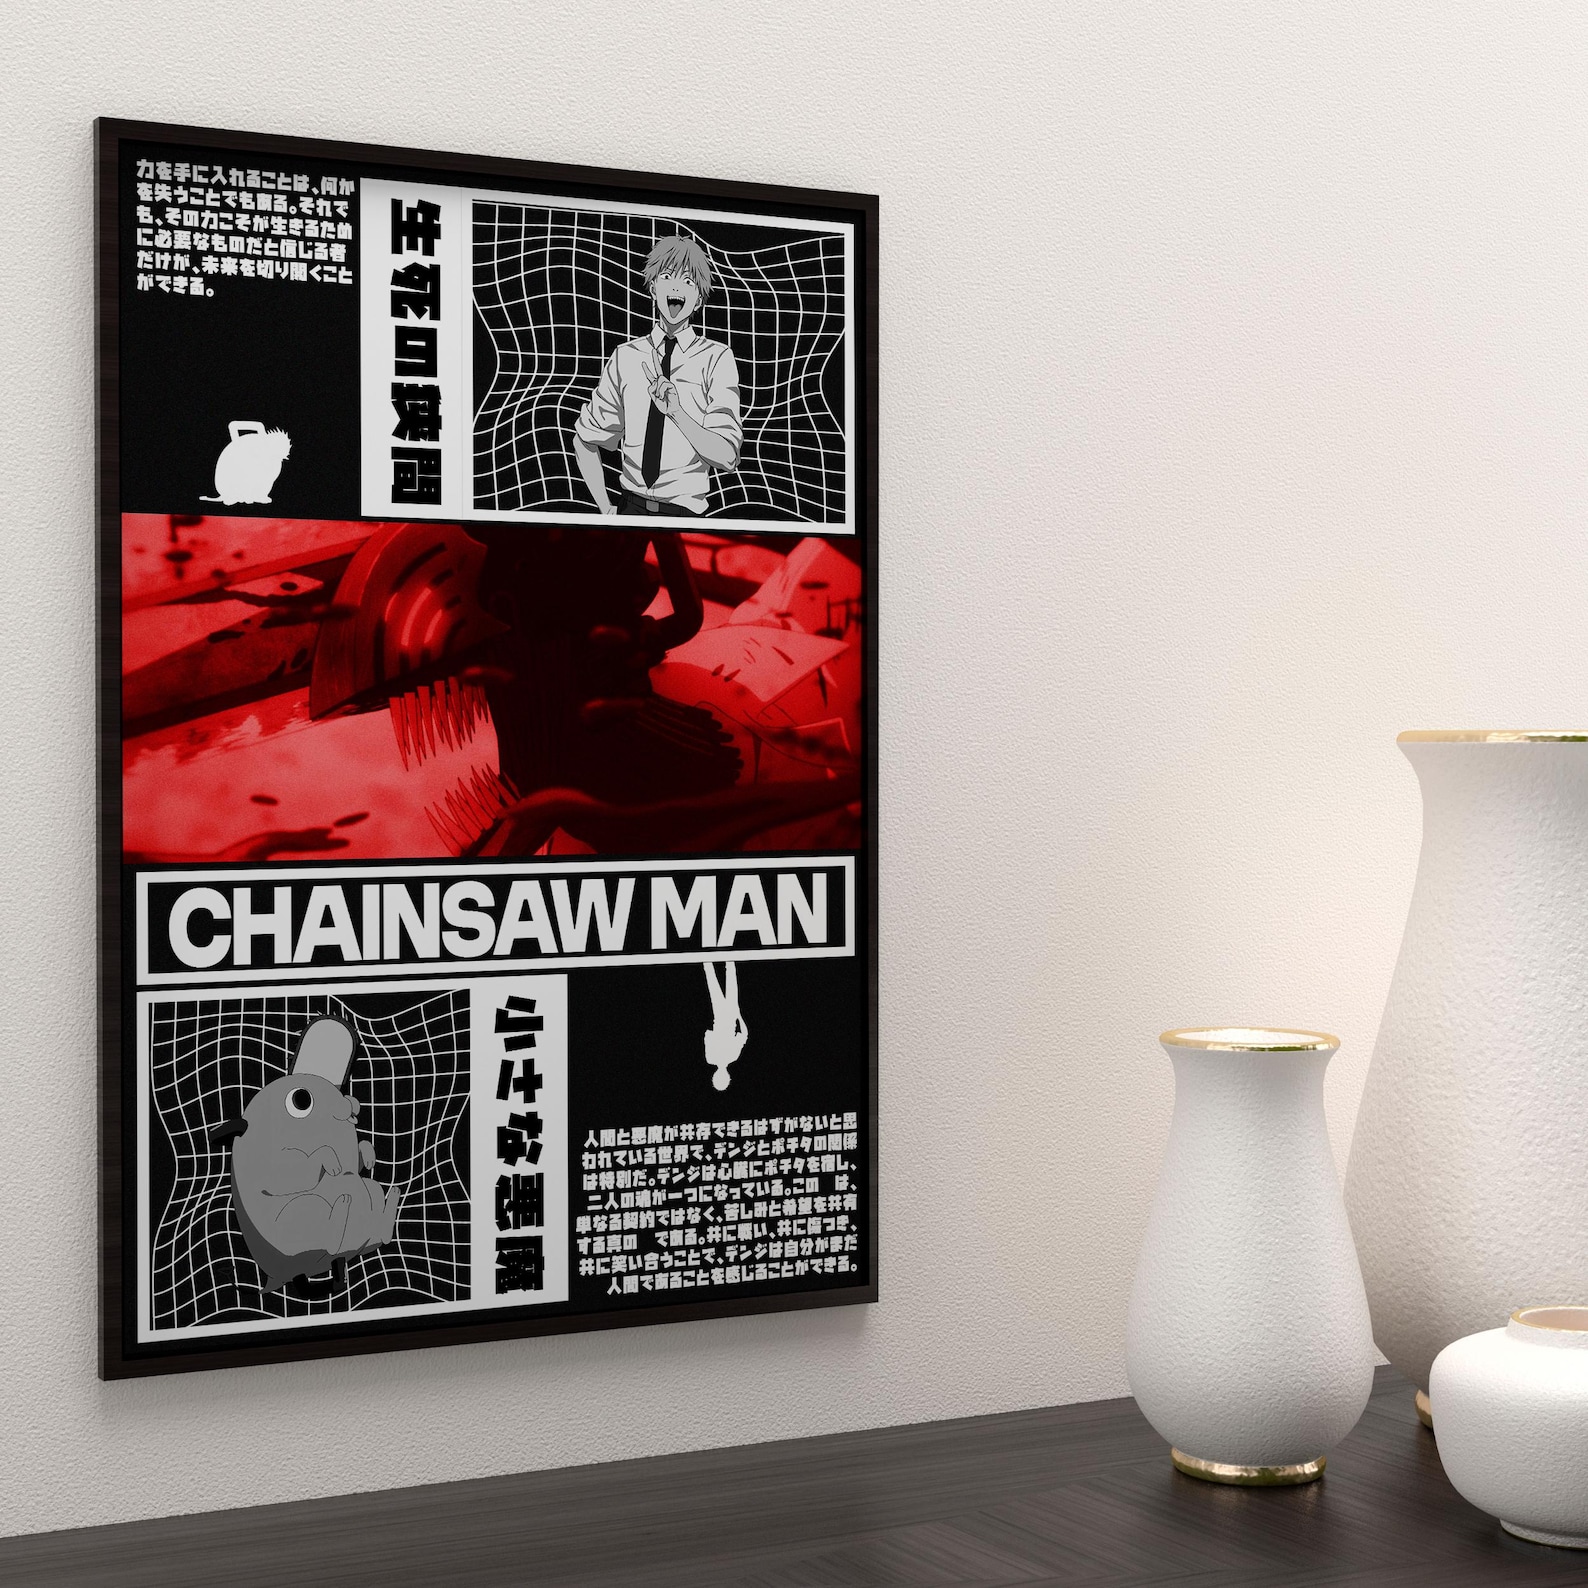 力を手に入れることは、何か
を失うことでもある。それで
も、その力こそが生きるため
に必要なものだと信じる者
だけが、未来を切り開くこと
ができる。
生死の狭間
CHAINSAW MAN
小さな悪魔
人間と悪魔が共存できるはずがないと思
われている世界で、デンジとポチタの関係
は特別だ。デンジは心臓にポチタを宿し、
二人の魂が一つになっている。この　は、
単なる契約ではなく、苦しみと希望を共有
する真の　である。共に戦い、共に傷つき、
共に笑い合うことで、デンジは自分がまだ
人間であることを感じることができる。